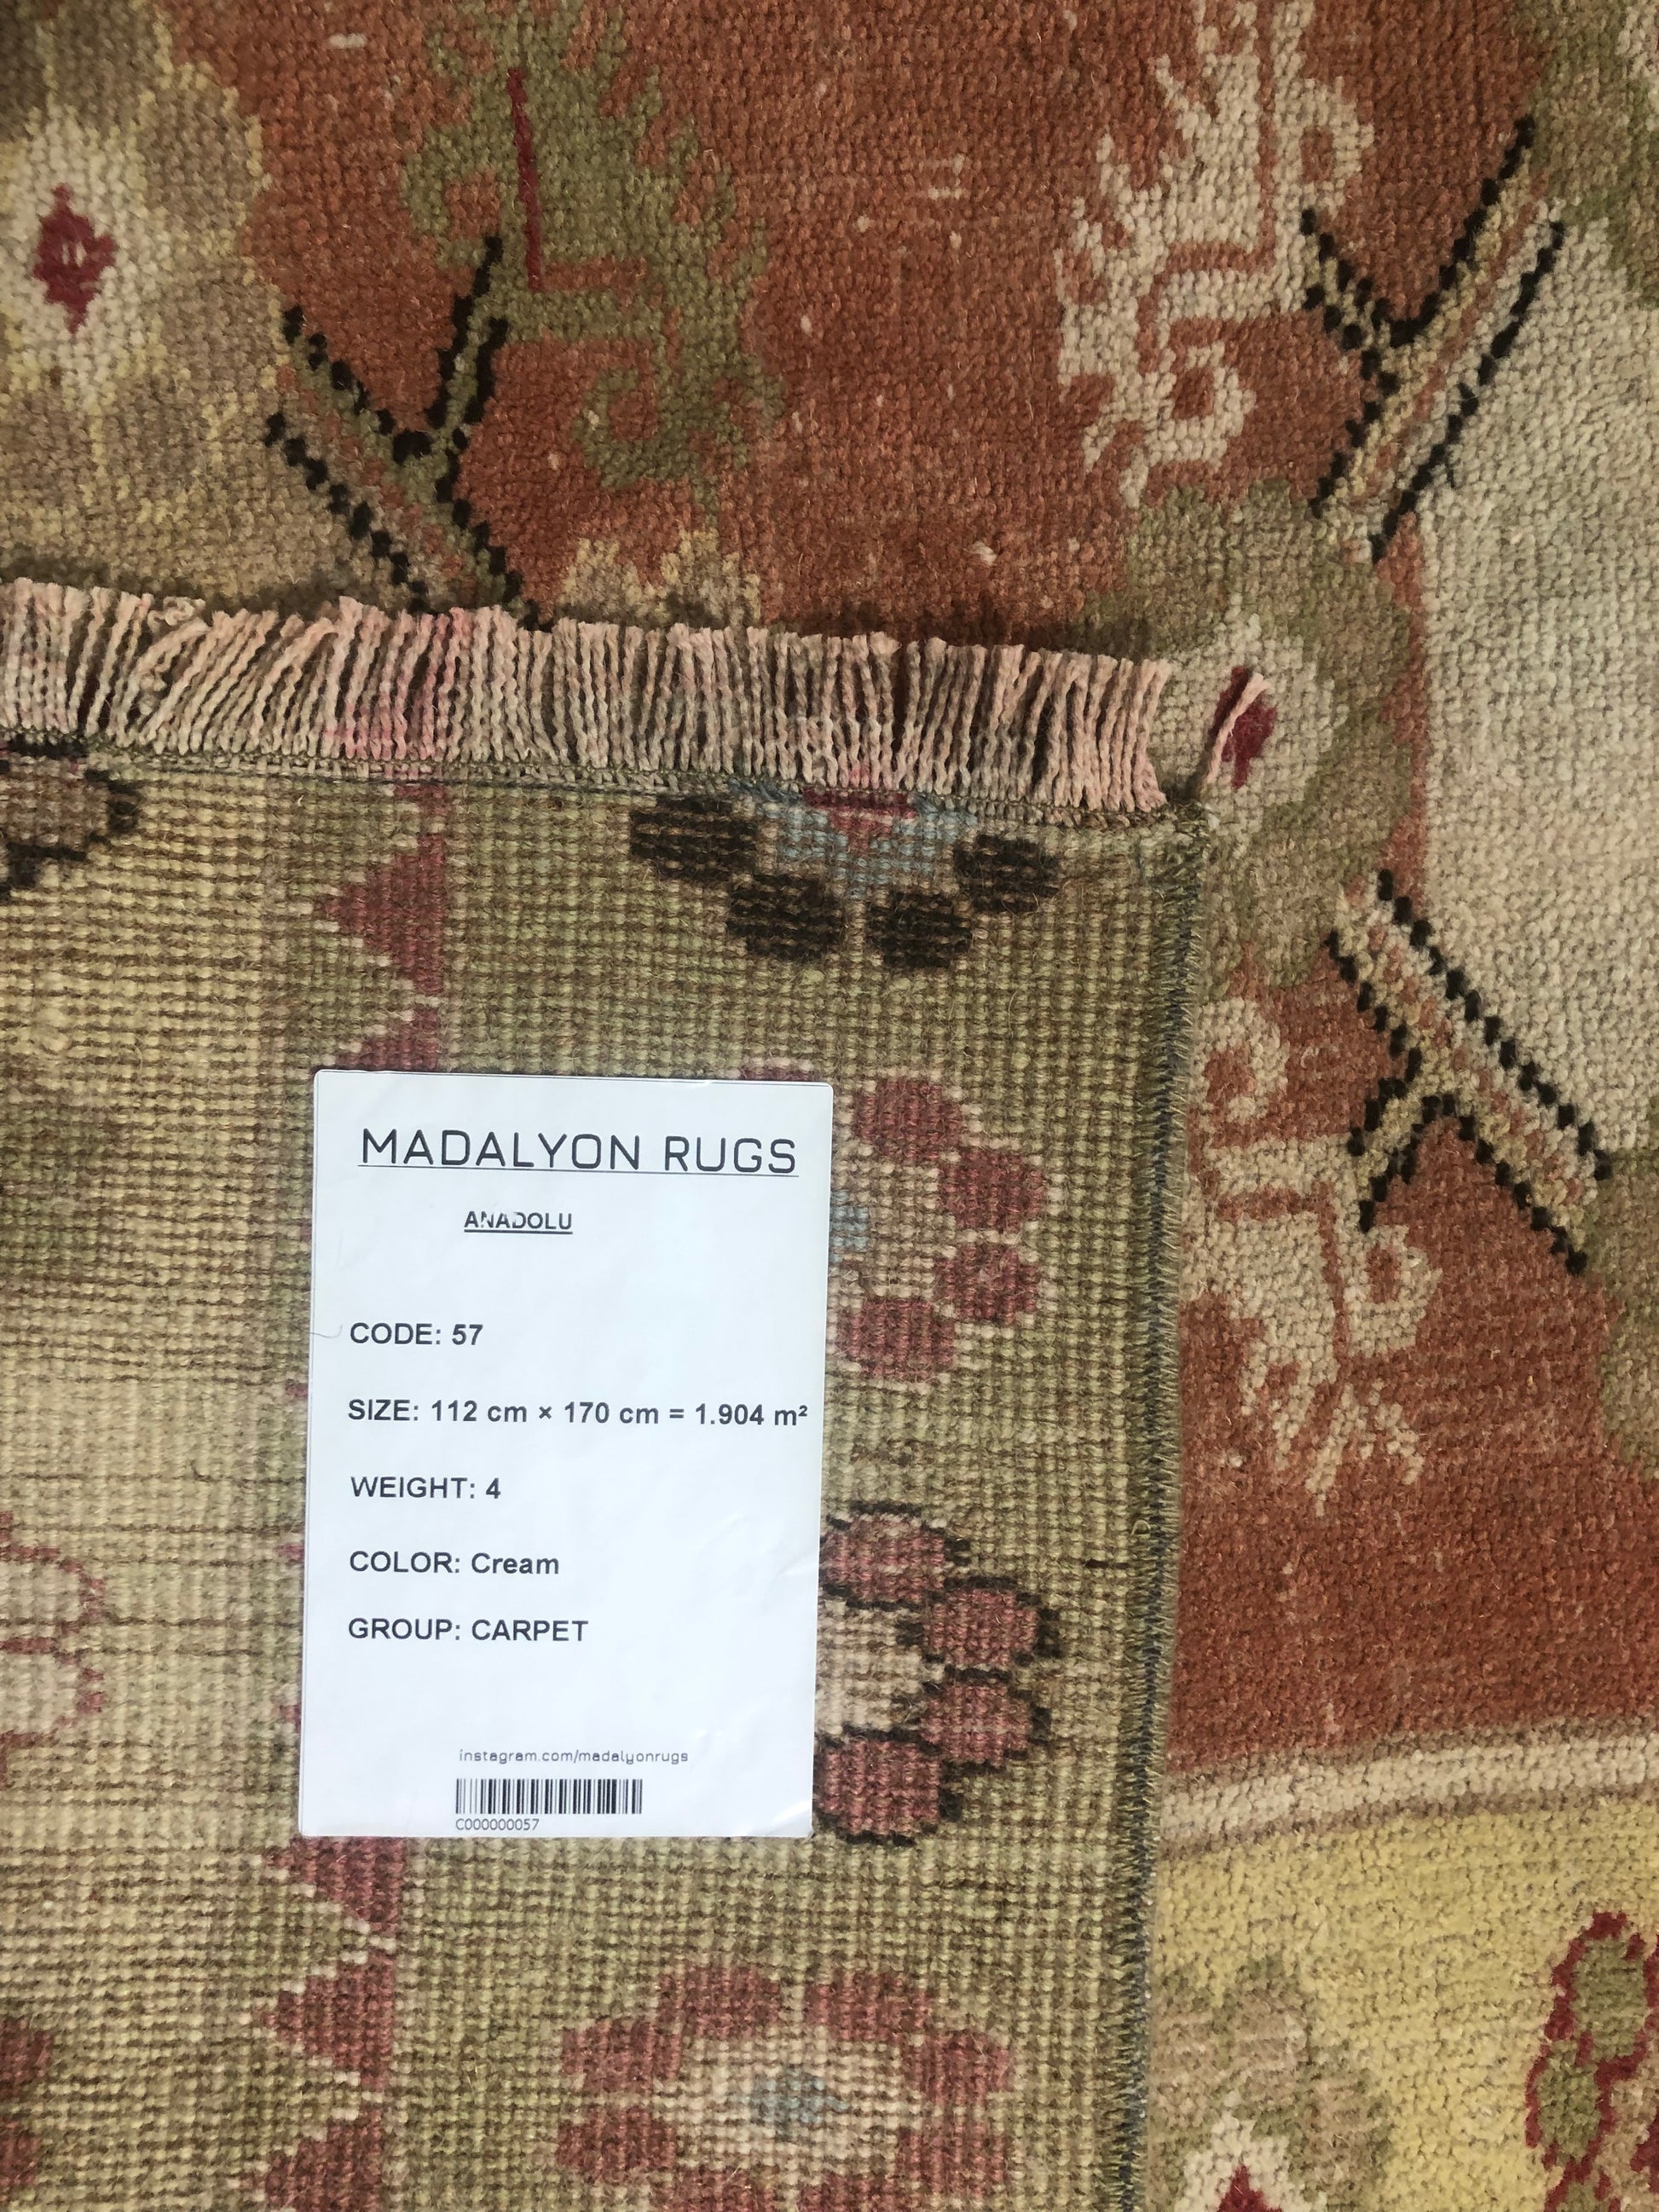 MADALYON RUGS
ANADOLU
CODE: 57
SIZE: 112 cm × 170 cm = 1.904 m²
WEIGHT: 4
COLOR: Cream
GROUP: CARPET
instagram.com/madalyonrugs
C000000057